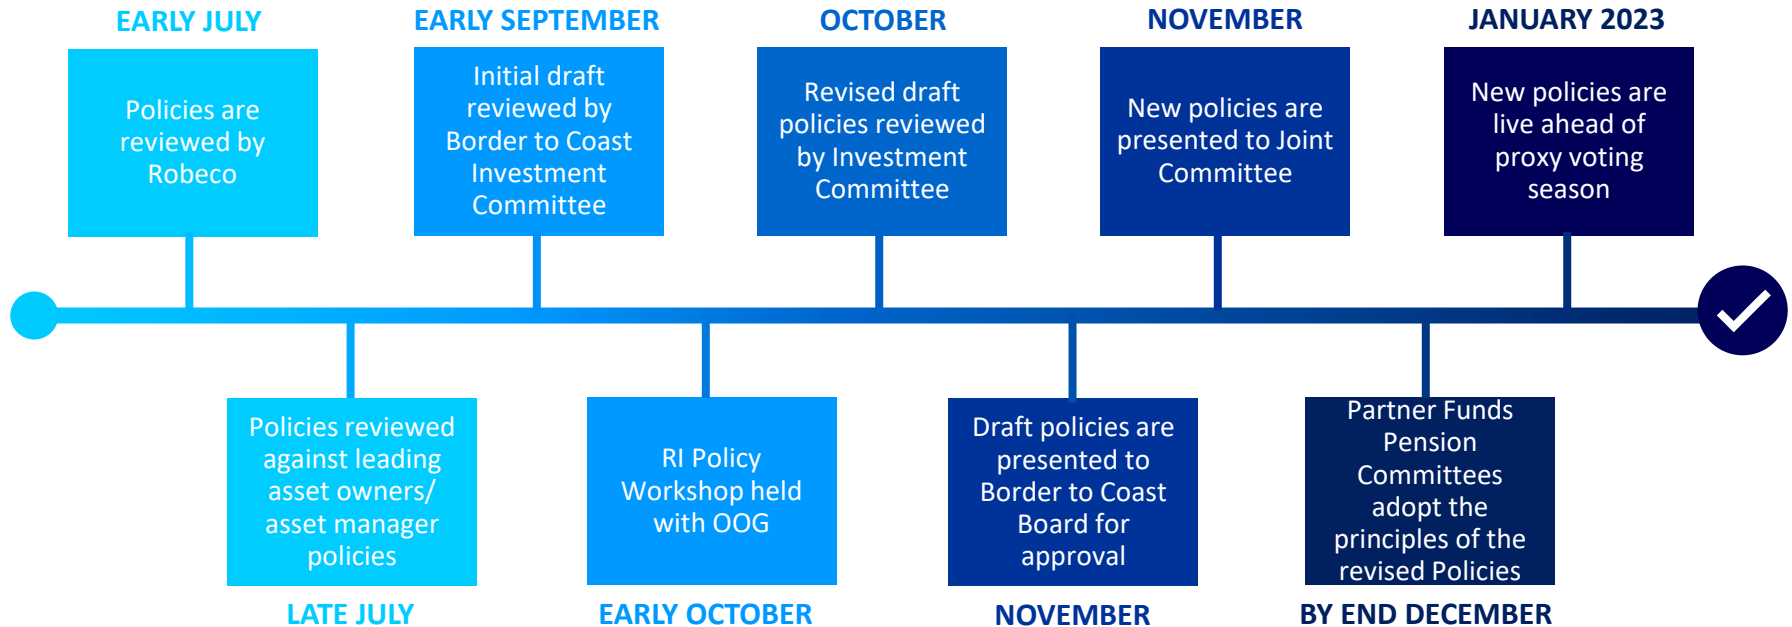 EARLY JULY
Policies are
reviewed by
Robeco
EARLY SEPTEMBER
Initial draft
reviewed by
Border to Coast
Investment
Committee
OCTOBER
Revised draft
policies reviewed
by Investment
Committee
NOVEMBER
New policies are
presented to Joint
Committee
JANUARY 2023
New policies are
live ahead of
proxy voting
season
Policies reviewed
against leading
asset owners/
asset manager
policies
LATE JULY
RI Policy
Workshop held
with OOG
EARLY OCTOBER
Draft policies are
presented to
Border to Coast
Board for
approval
NOVEMBER
Partner Funds
Pension
Committees
adopt the
principles of the
revised Policies
BY END DECEMBER